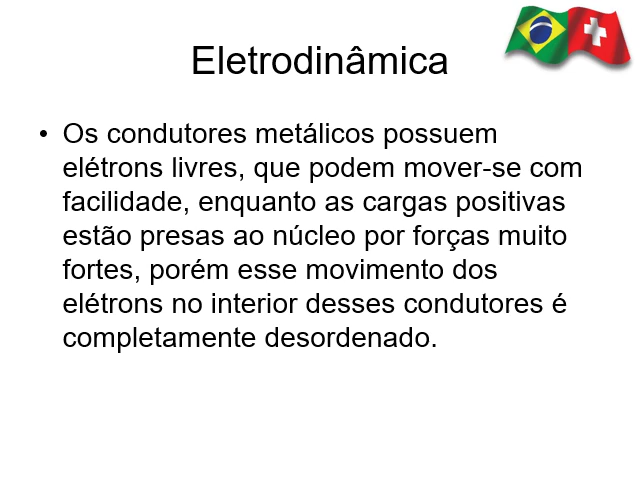 Eletrodinâmica
• Os condutores metálicos possuem
elétrons livres, que podem mover-se com
facilidade, enquanto as cargas positivas
estão presas ao núcleo por forças muito
fortes, porém esse movimento dos
elétrons no interior desses condutores é
completamente desordenado.